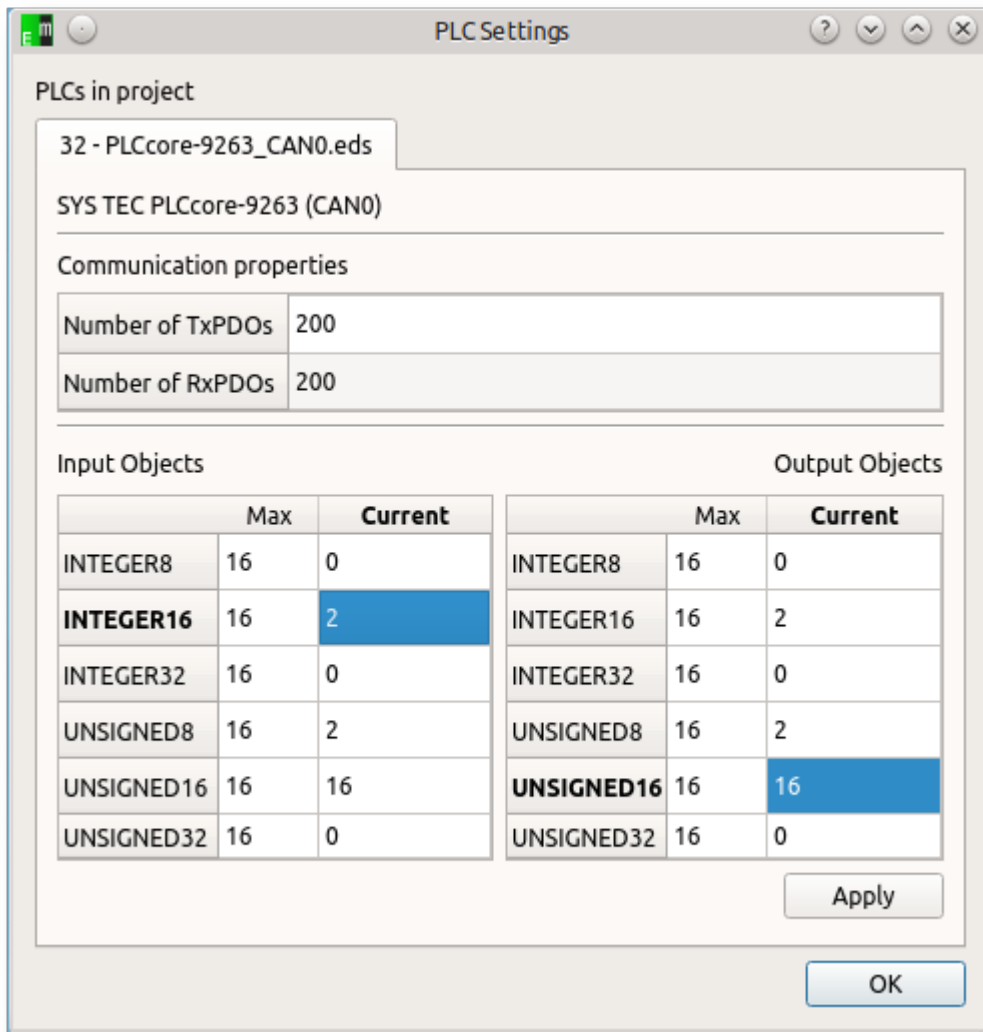 E m PLC Settings ?
PLCs in project
32 - PLCcore-9263_CAN0.eds
SYS TEC PLCcore-9263 (CAN0)
Communication properties
Number of TxPDOs 200
Number of RxPDOs 200
Input Objects Output Objects
Max Current Max Current
INTEGER8 16 0 INTEGER8 16 0
INTEGER16 16 2 INTEGER16 16 2
INTEGER32 16 0 INTEGER32 16 0
UNSIGNED8 16 2 UNSIGNED8 16 2
UNSIGNED16 16 16 UNSIGNED16 16 16
UNSIGNED32 16 0 UNSIGNED32 16 0
Apply
OK